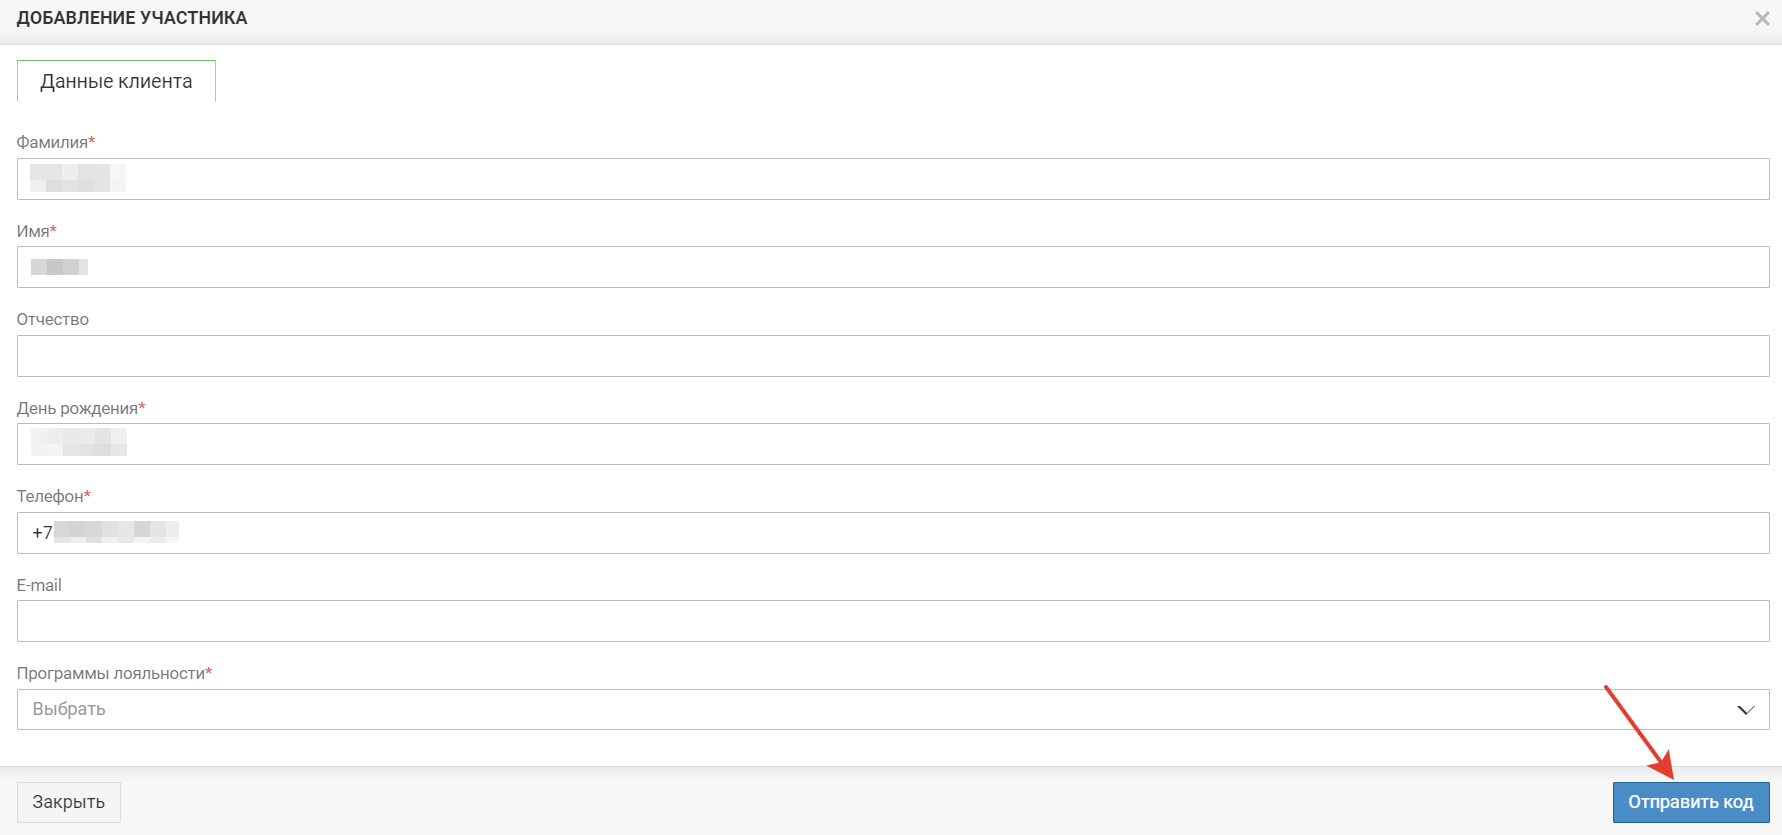 ДОБАВЛЕНИЕ УЧАСТНИКА
Данные клиента
Фамилия*
Имя*
Отчество
День рождения*
Телефон*
+7
E-mail
Программы лояльности*
Выбрать
Закрыть
Отправить код